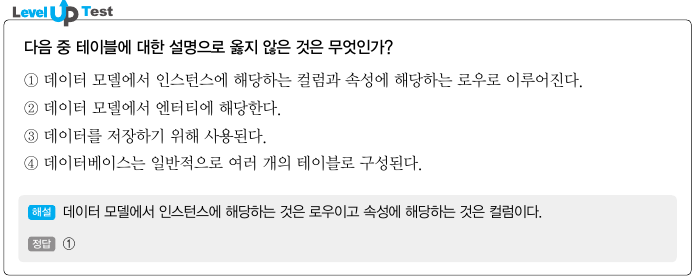 Level Up Test
다음 중 테이블에 대한 설명으로 옳지 않은 것은 무엇인가?
① 데이터 모델에서 인스턴스에 해당하는 컬럼과 속성에 해당하는 로우로 이루어진다.
② 데이터 모델에서 엔터티에 해당한다.
③ 데이터를 저장하기 위해 사용된다.
④ 데이터베이스는 일반적으로 여러 개의 테이블로 구성된다.
해설 데이터 모델에서 인스턴스에 해당하는 것은 로우이고 속성에 해당하는 것은 컬럼이다.
정답 ①